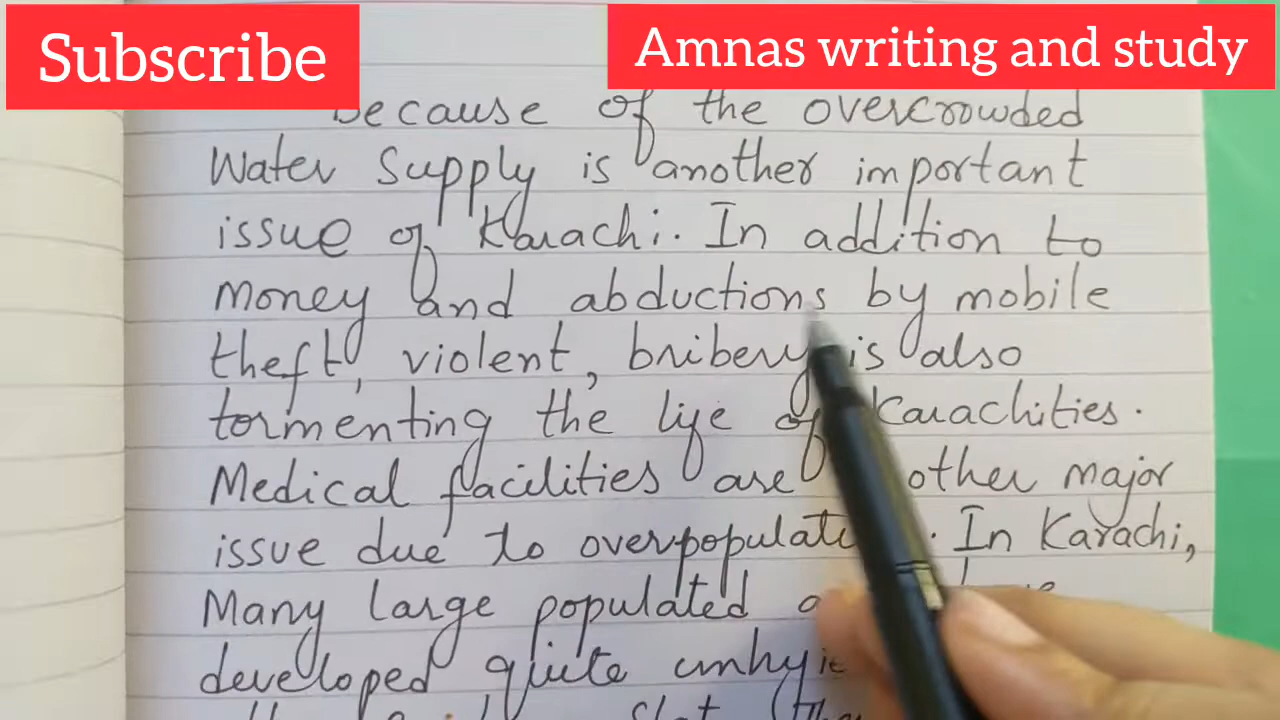 Subscribe
Amnas writing and study
because of the overcrowded
Water Supply is another important
issue of Karachi. In addition to
money and abductions by mobile
theft, violent, bribery is also
tormenting the life of Karachities.
Medical facilities are other major
issue due to overpopulati . In Karachi,
Many large populated
developed quite unhygie